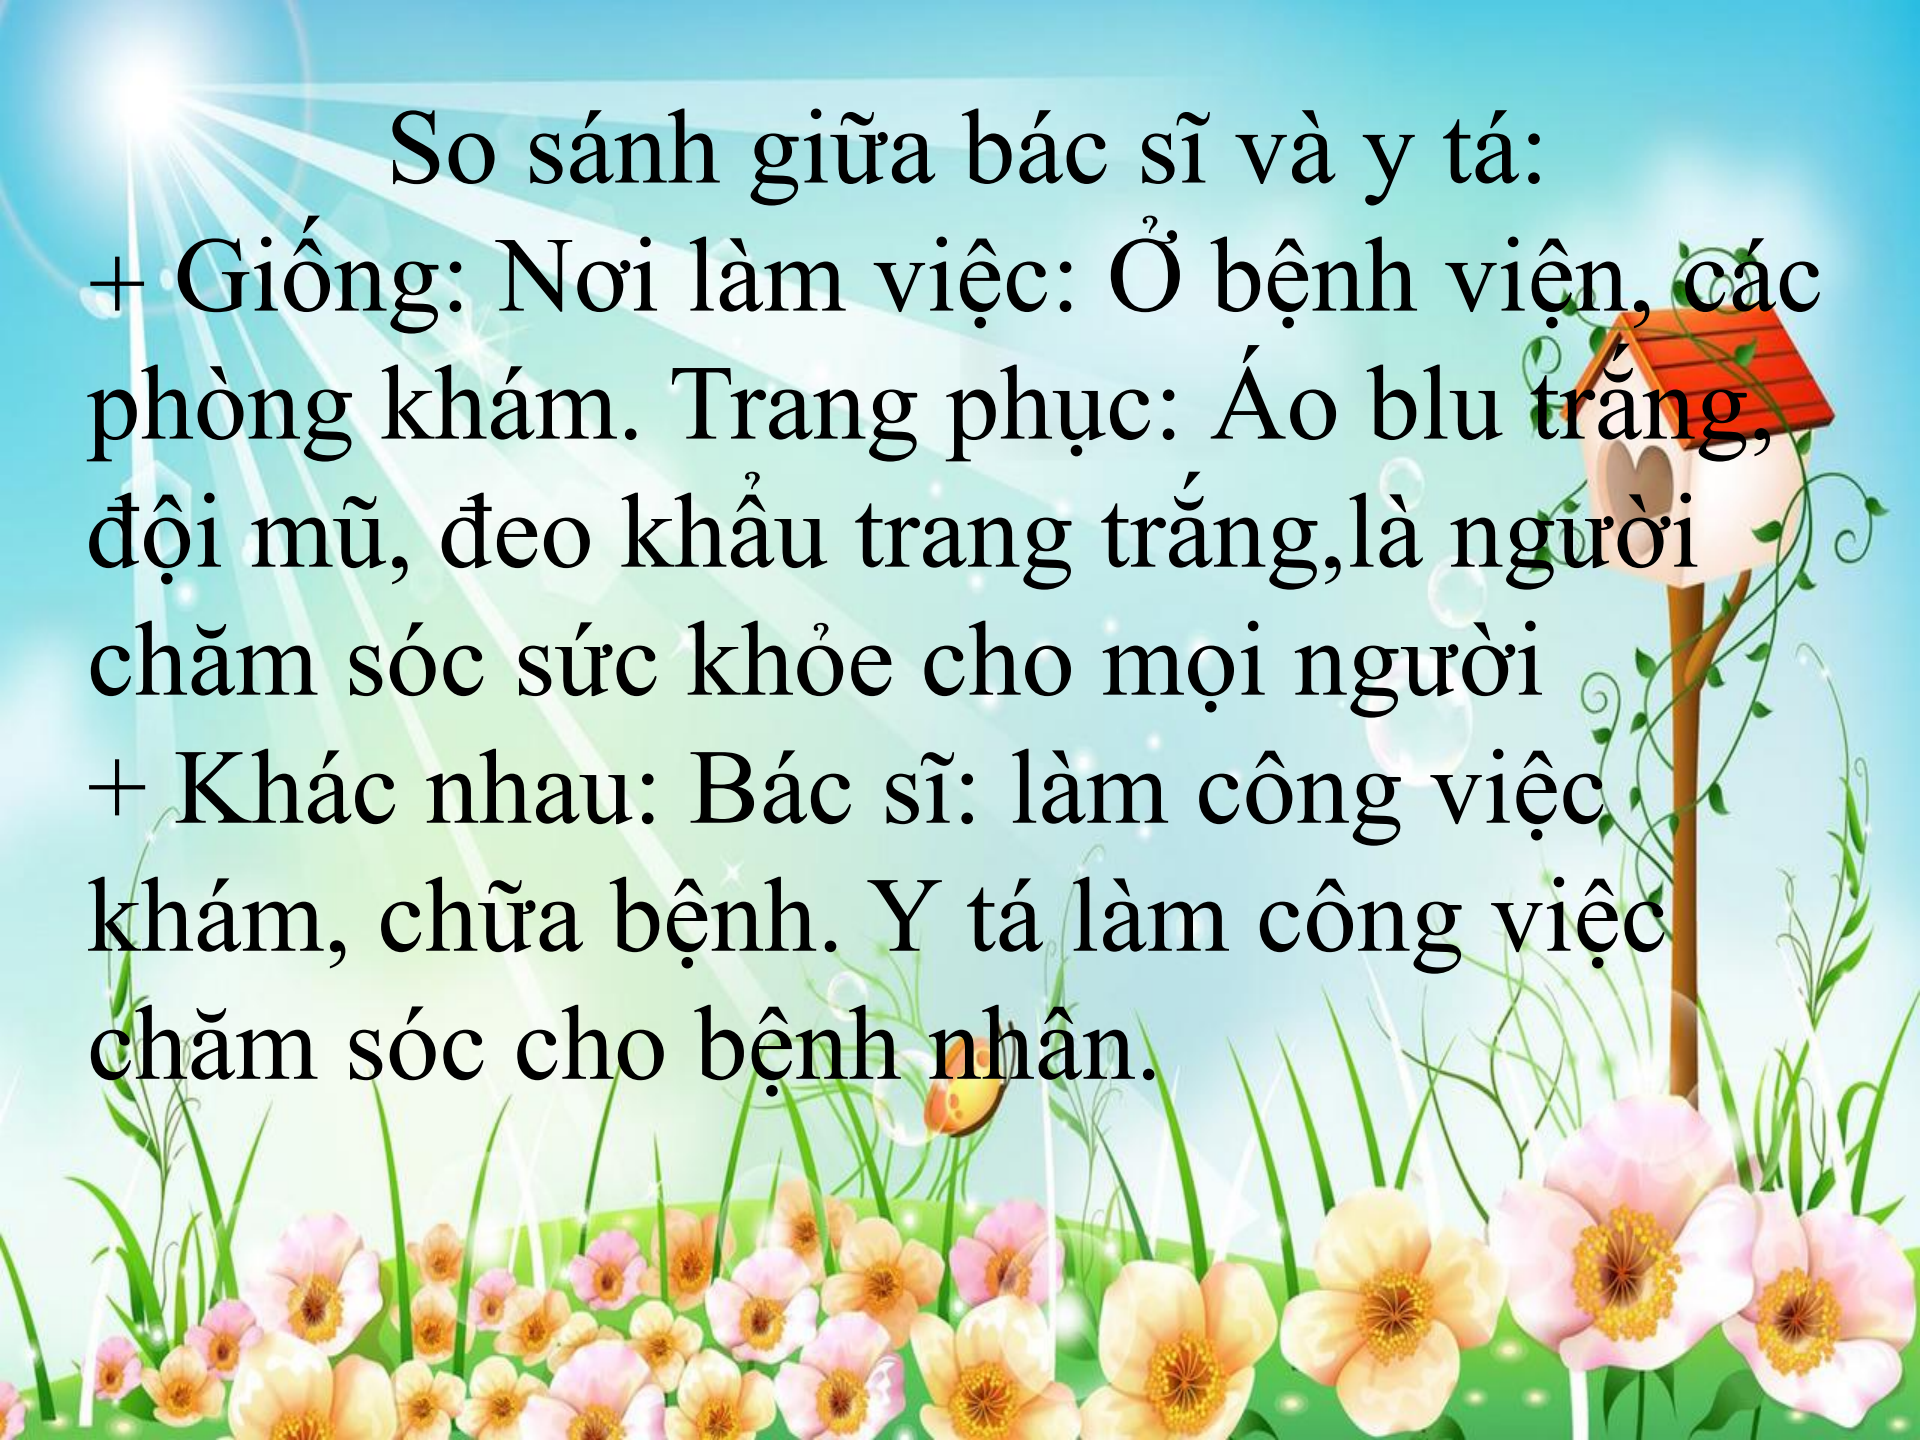 So sánh giữa bác sĩ và y tá:
+ Giống: Nơi làm việc: Ở bệnh viện, các
phòng khám. Trang phục: Áo blu trắng,
đội mũ, đeo khẩu trang trắng,là người
chăm sóc sức khỏe cho mọi người
+ Khác nhau: Bác sĩ: làm công việc
khám, chữa bệnh. Y tá làm công việc
chăm sóc cho bệnh nhân.